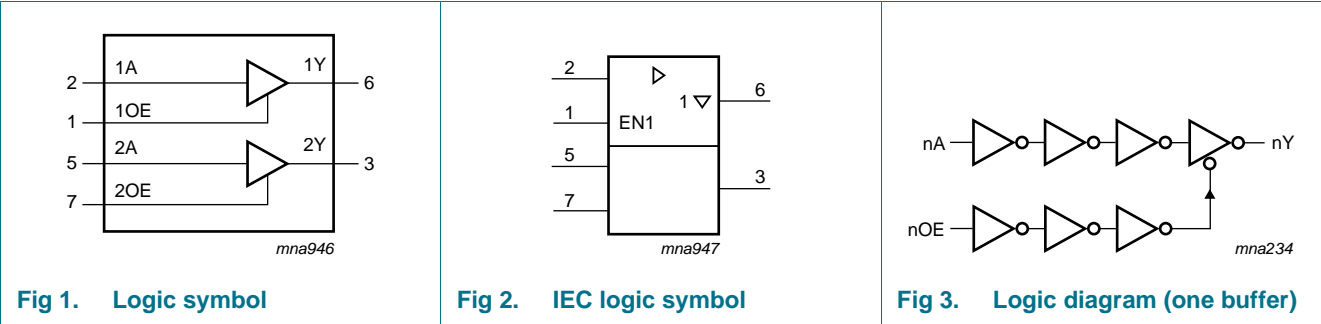 2 1A 1Y 6
1 1OE
5 2A 2Y 3
7 2OE
mna946
Fig 1. Logic symbol
2
1 EN1
1 6
5
7
3
mna947
Fig 2. IEC logic symbol
nA nY
nOE
mna234
Fig 3. Logic diagram (one buffer)